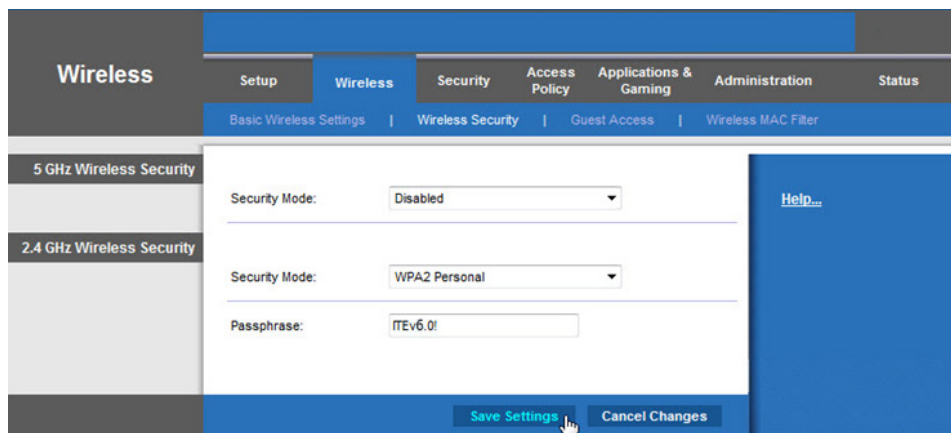 Wireless
Setup
Wireless
Security
Access Policy
Applications & Gaming
Administration
Status
Basic Wireless Settings | Wireless Security | Guest Access | Wireless MAC Filter
5 GHz Wireless Security
Security Mode: Disabled
Help...
2.4 GHz Wireless Security
Security Mode: WPA2 Personal
Passphrase: ITEv6.0!
Save Settings
Cancel Changes